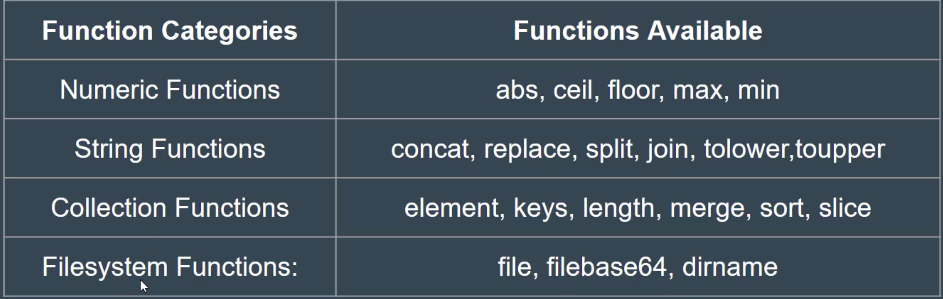 Function Categories Functions Available
Numeric Functions abs, ceil, floor, max, min
String Functions concat, replace, split, join, tolower,toupper
Collection Functions element, keys, length, merge, sort, slice
Filesystem Functions: file, filebase64, dirname